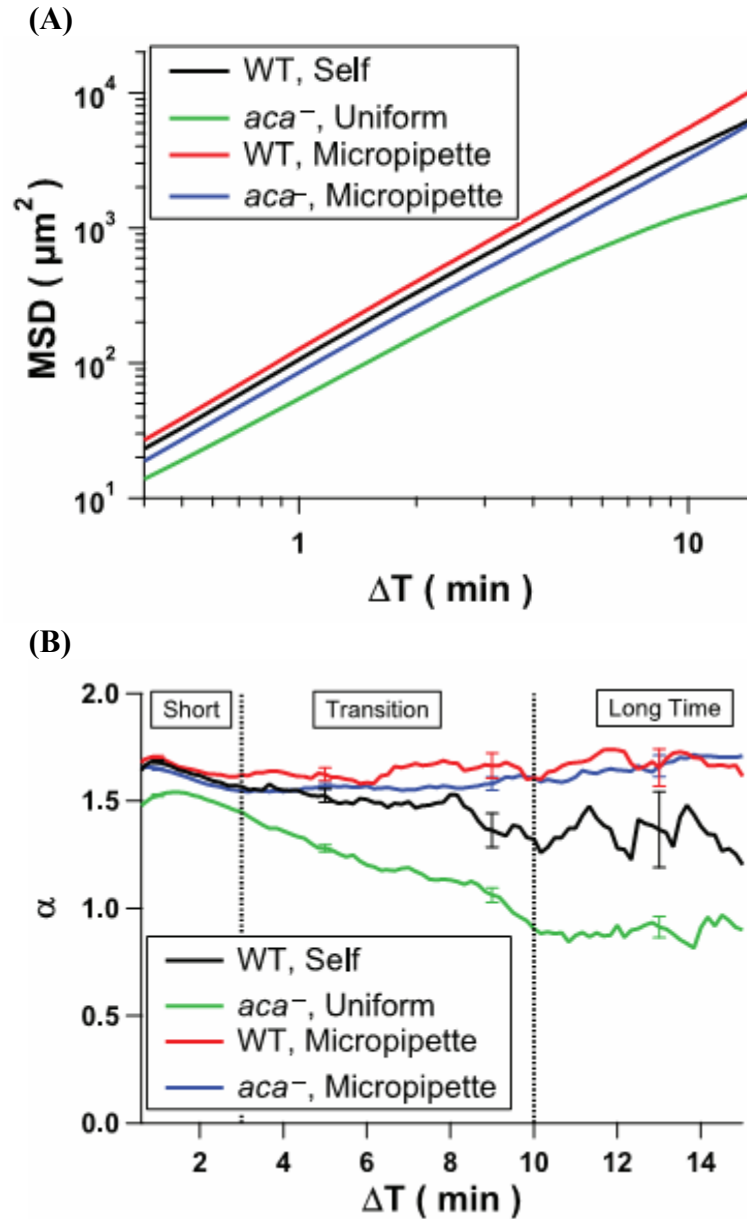 (A)
WT, Self
aca⁻, Uniform
WT, Micropipette
aca⁻, Micropipette
10⁴
10³
10²
10¹
MSD ( μm² )
1
10
ΔT ( min )
(B)
2.0
1.5
1.0
0.5
0.0
α
Short
Transition
Long Time
WT, Self
aca⁻, Uniform
WT, Micropipette
aca⁻, Micropipette
2
4
6
8
10
12
14
ΔT ( min )